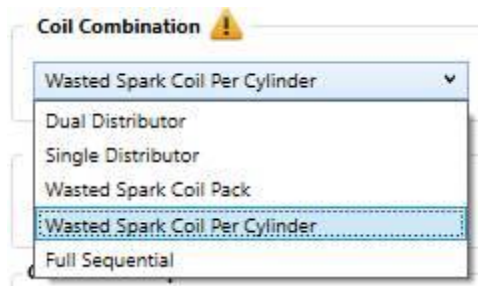 Coil Combination
Wasted Spark Coil Per Cylinder
Dual Distributor
Single Distributor
Wasted Spark Coil Pack
Wasted Spark Coil Per Cylinder
Full Sequential